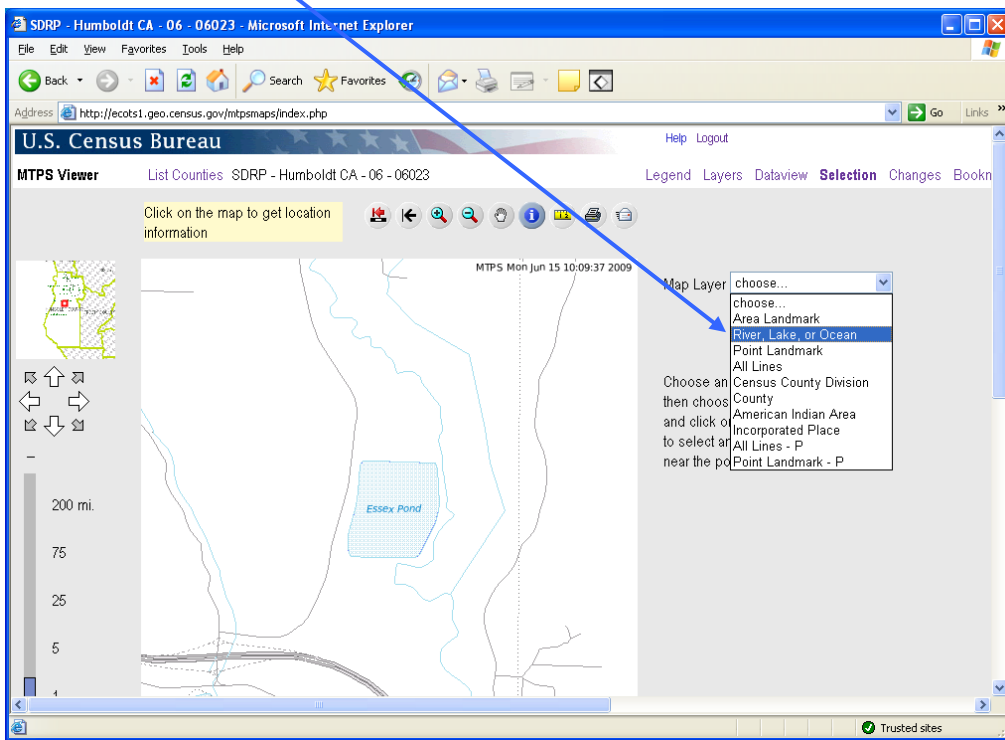 SDRP - Humboldt CA - 06 - 06023 - Microsoft Internet Explorer
File Edit View Favorites Tools Help
Back Search Favorites
Address http://ecots1.geo.census.gov/mtpsmaps/index.php Go Links »
U.S. Census Bureau Help Logout
MTPS Viewer List Counties SDRP - Humboldt CA - 06 - 06023 Legend Layers Dataview Selection Changes
Click on the map to get location
information
MTPS Mon Jun 15 10:09:37 2009
Map Layer choose...
choose...
Area Landmark
River, Lake, or Ocean
Point Landmark
All Lines
Census County Division
County
American Indian Area
Incorporated Place
All Lines - P
Point Landmark - P
Choose an
then choos
and click o
to select ar
near the po
Essex Pond
200 mi.
75
25
5
1
Trusted sites